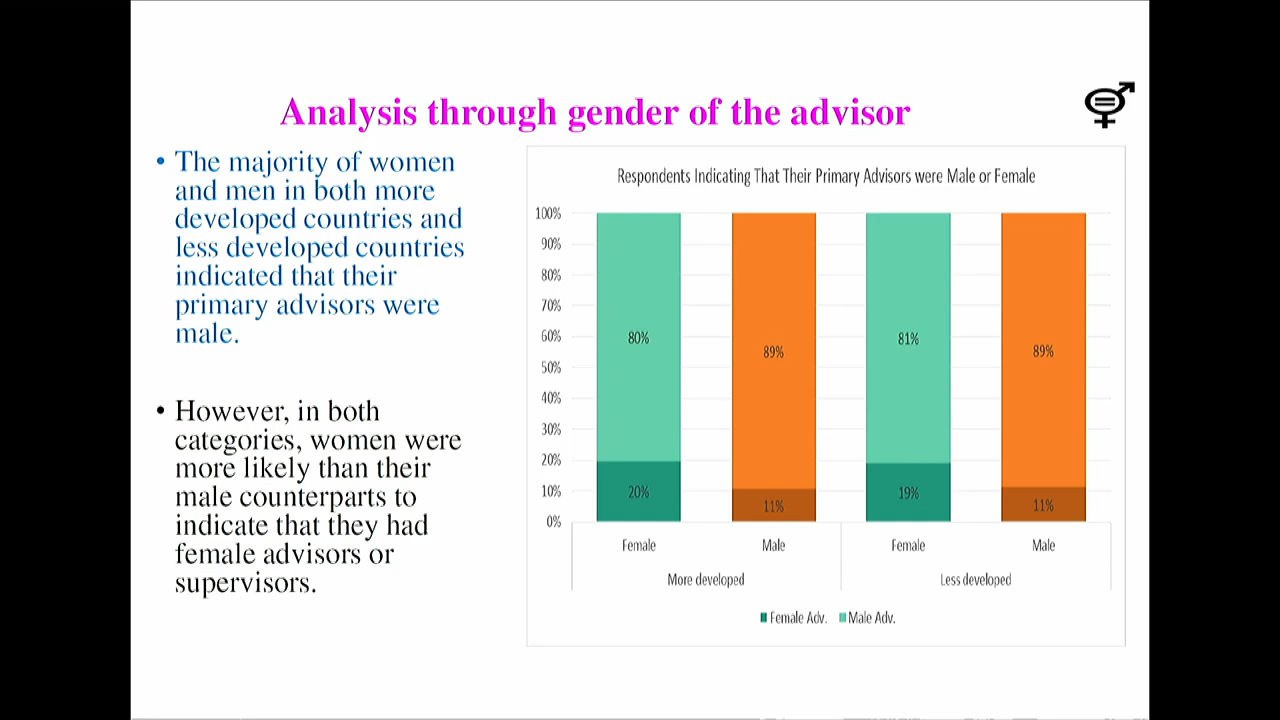 Analysis through gender of the advisor
• The majority of women
and men in both more
developed countries and
less developed countries
indicated that their
primary advisors were
male.
• However, in both
categories, women were
more likely than their
male counterparts to
indicate that they had
female advisors or
supervisors.
Respondents Indicating That Their Primary Advisors were Male or Female
100%
90%
80%
70%
60%
50%
40%
30%
20%
10%
0%
80% 89% 81% 89%
20% 11% 19% 11%
Female Male Female Male
More developed Less developed
Female Adv. Male Adv.